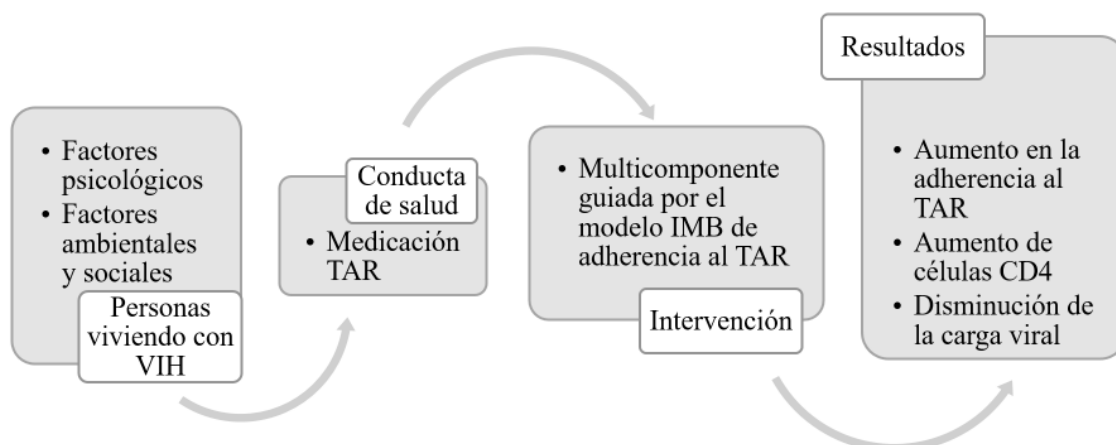 • Factores
psicológicos
• Factores
ambientales
y sociales
Personas
viviendo con
VIH
Conducta
de salud
• Medicación
TAR
• Multicomponente
guiada por el
modelo IMB de
adherencia al TAR
Intervención
Resultados
• Aumento en la
adherencia al
TAR
• Aumento de
células CD4
• Disminución de
la carga viral